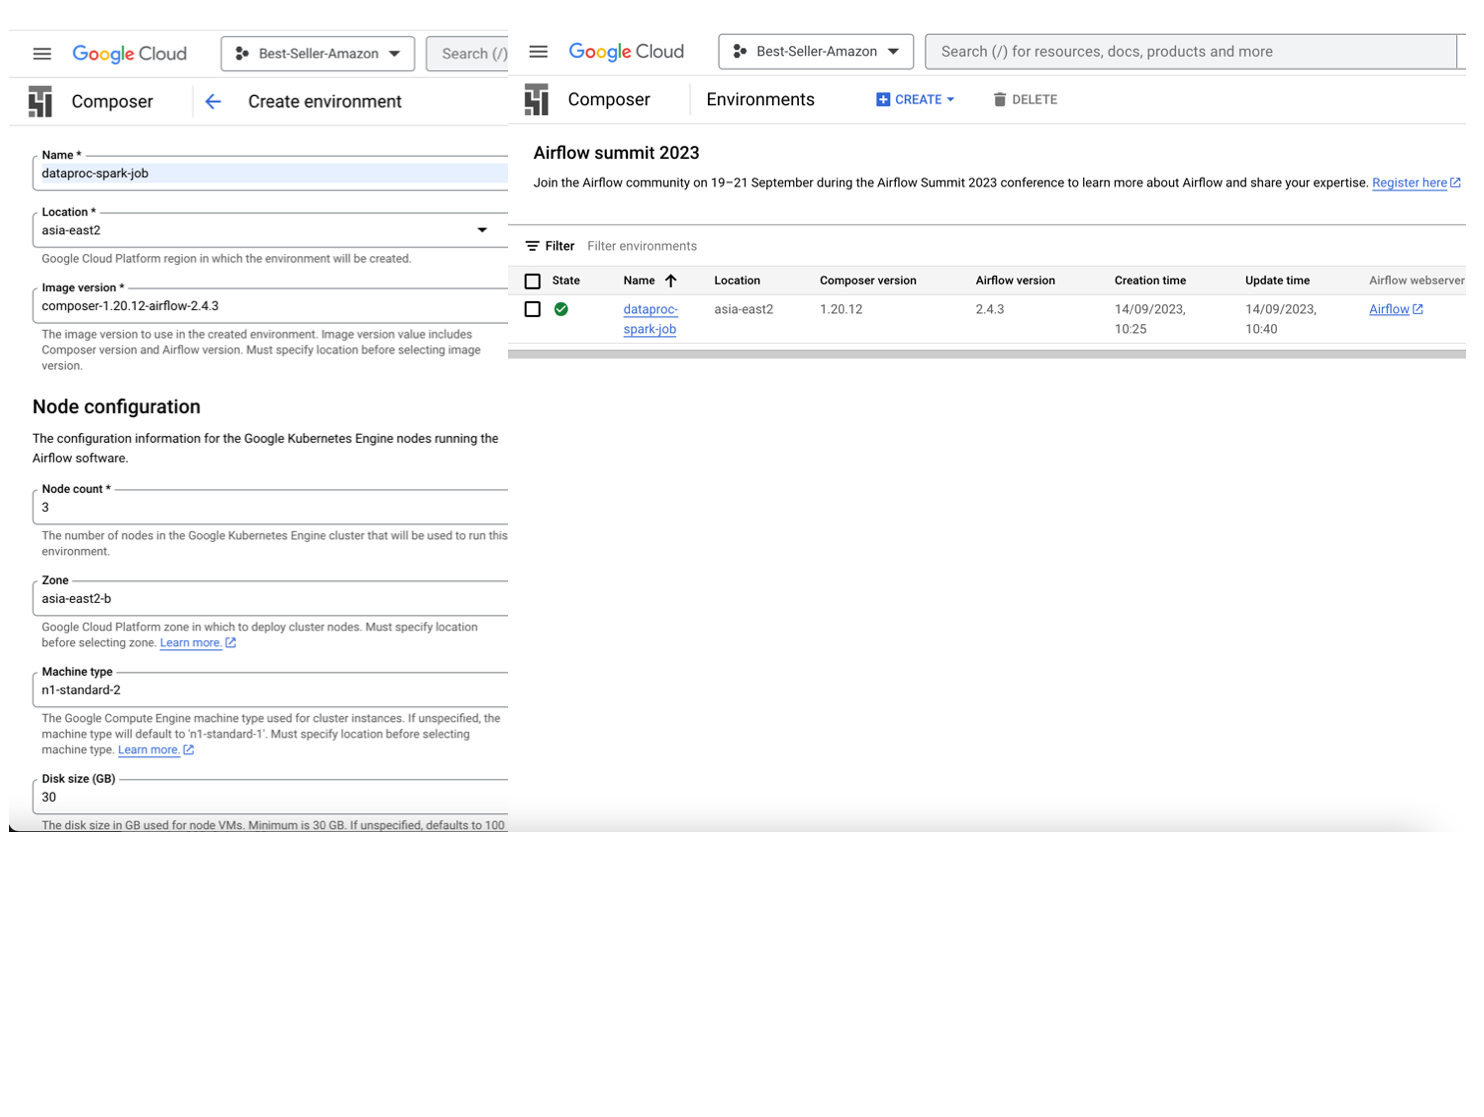 Google Cloud
Best-Seller-Amazon
Search (/)
Composer
Create environment
Name *
dataproc-spark-job
Location *
asia-east2
Google Cloud Platform region in which the environment will be created.
Image version *
composer-1.20.12-airflow-2.4.3
The image version to use in the created environment. Image version value includes
Composer version and Airflow version. Must specify location before selecting image
version.
Node configuration
The configuration information for the Google Kubernetes Engine nodes running the
Airflow software.
Node count *
3
The number of nodes in the Google Kubernetes Engine cluster that will be used to run this
environment.
Zone
asia-east2-b
Google Cloud Platform zone in which to deploy cluster nodes. Must specify location
before selecting zone. Learn more.
Machine type
n1-standard-2
The Google Compute Engine machine type used for cluster instances. If unspecified, the
machine type will default to 'n1-standard-1'. Must specify location before selecting
machine type. Learn more.
Disk size (GB)
30
The disk size in GB used for node VMs. Minimum is 30 GB. If unspecified, defaults to 100
Google Cloud
Best-Seller-Amazon
Search (/) for resources, docs, products and more
Composer
Environments
CREATE
DELETE
Airflow summit 2023
Join the Airflow community on 19–21 September during the Airflow Summit 2023 conference to learn more about Airflow and share your expertise. Register here
Filter Filter environments
State Name Location Composer version Airflow version Creation time Update time Airflow webserver
dataproc- asia-east2 1.20.12 2.4.3 14/09/2023, 14/09/2023, Airflow
spark-job 10:25 10:40